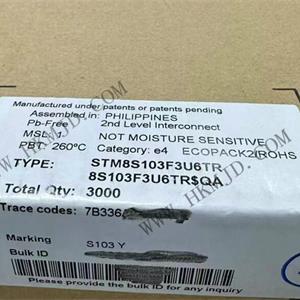 Manufactured under patents or patents pending
Assembled in: PHILIPPINES
Pb-Free 2nd Level Interconnect
MSL: 1 NOT MOISTURE SENSITIVE
PBT: 260ºC Category: e4 ECOPACK2/ROHS
TYPE: STM8S103F3U6TR
8S103F3U6TR$QA
Total Qty: 3000
Trace codes: 7B336
Marking S103 Y
Bulk ID
Please provide the bulk ID for any inquiry
WWW.HKMJD.COM